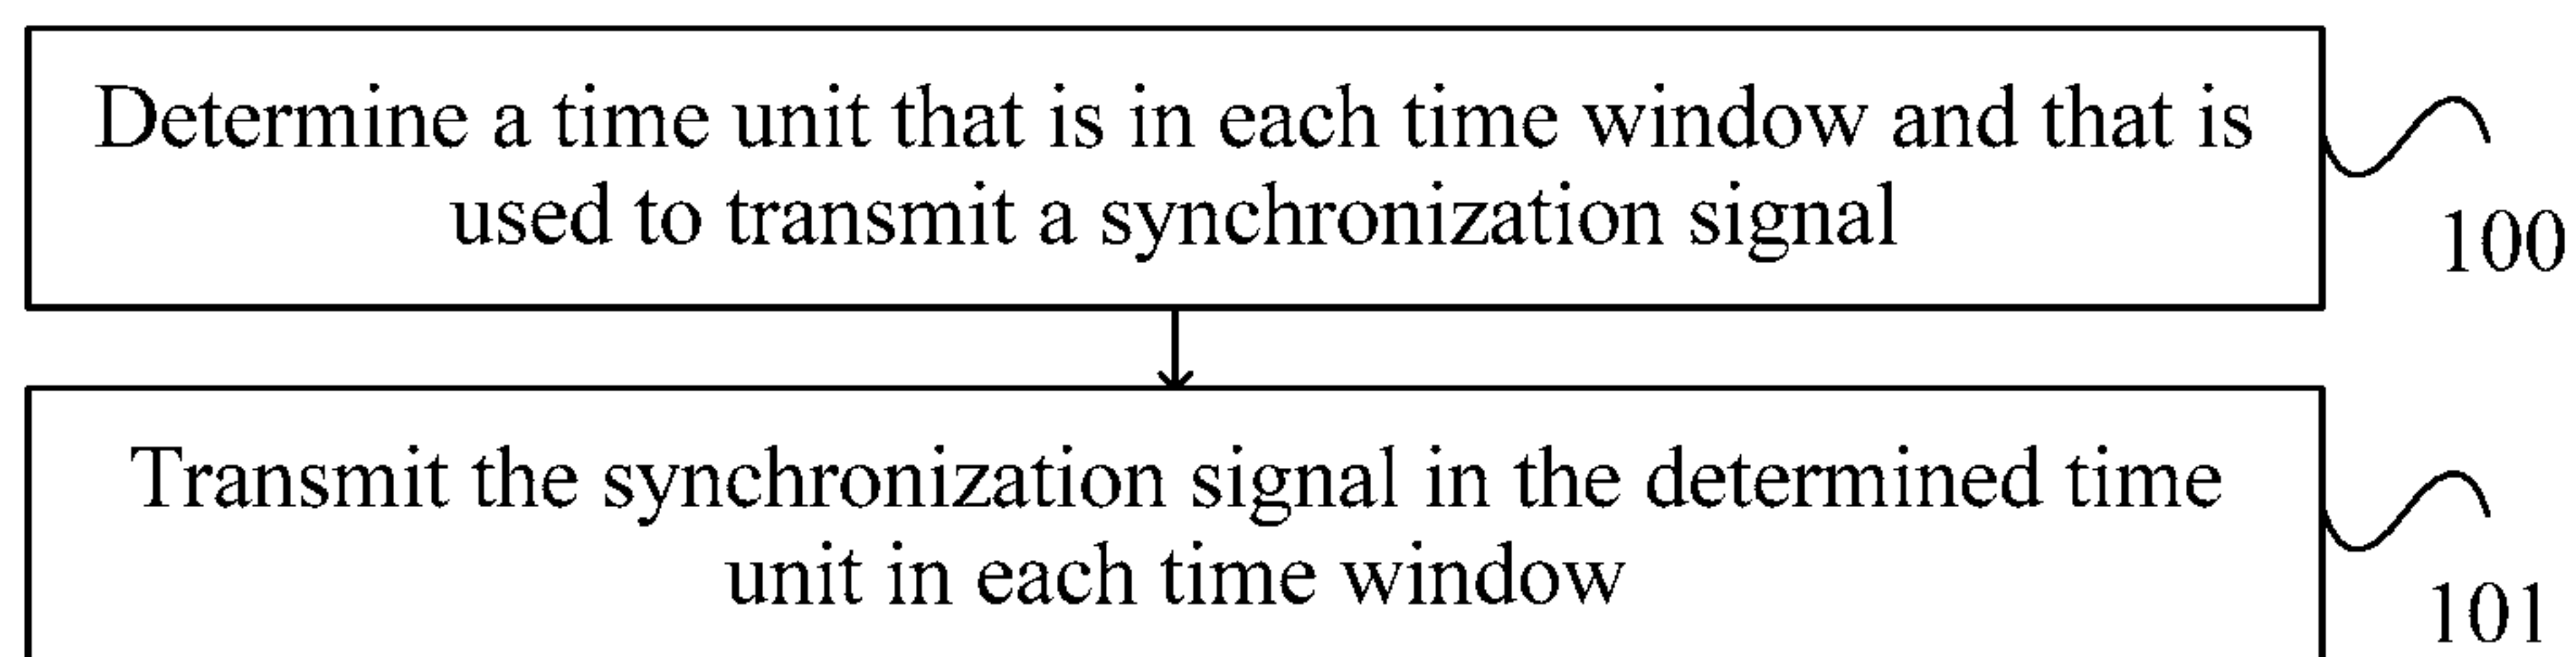 Determine a time unit that is in each time window and that is
used to transmit a synchronization signal
100
Transmit the synchronization signal in the determined time
unit in each time window
101